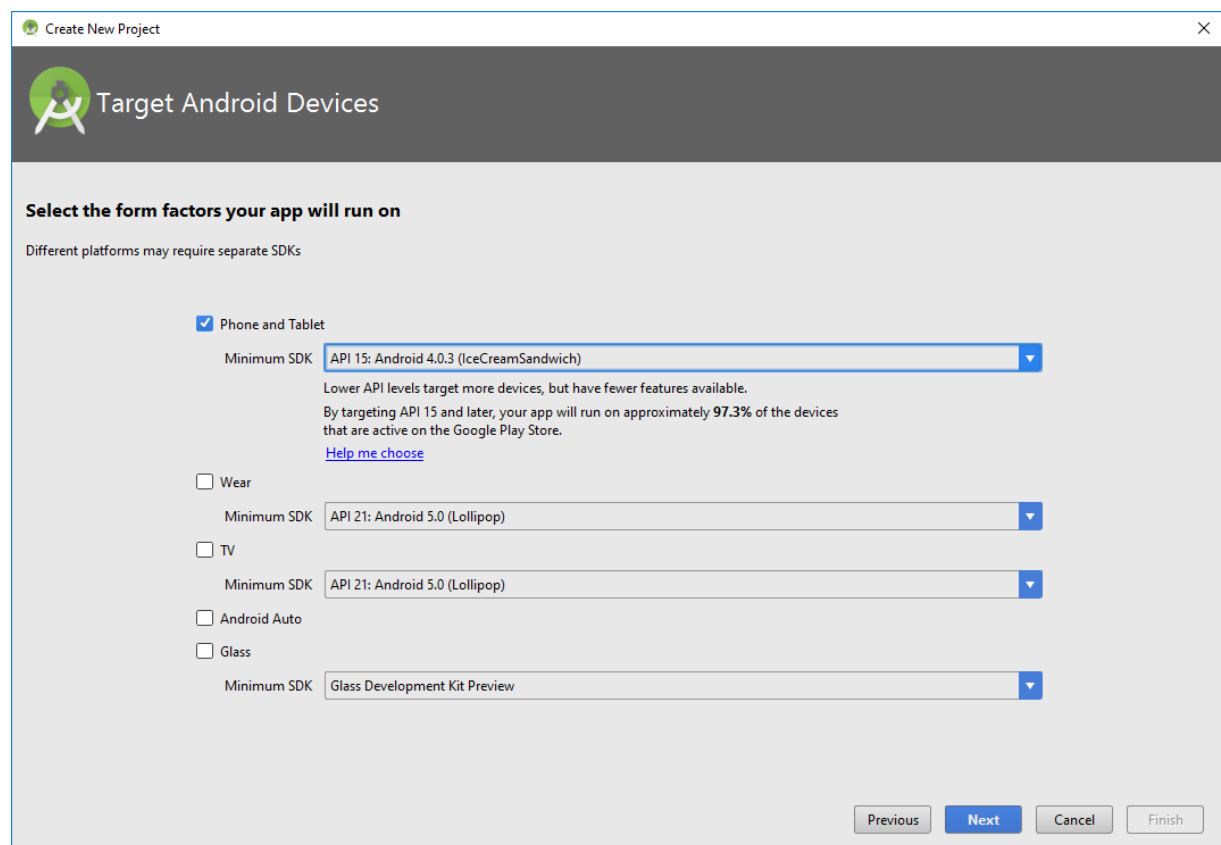 Create New Project
Target Android Devices
Select the form factors your app will run on
Different platforms may require separate SDKs
Phone and Tablet
Minimum SDK API 15: Android 4.0.3 (IceCreamSandwich)
Lower API levels target more devices, but have fewer features available.
By targeting API 15 and later, your app will run on approximately 97.3% of the devices
that are active on the Google Play Store.
Help me choose
Wear
Minimum SDK API 21: Android 5.0 (Lollipop)
TV
Minimum SDK API 21: Android 5.0 (Lollipop)
Android Auto
Glass
Minimum SDK Glass Development Kit Preview
Previous Next Cancel Finish